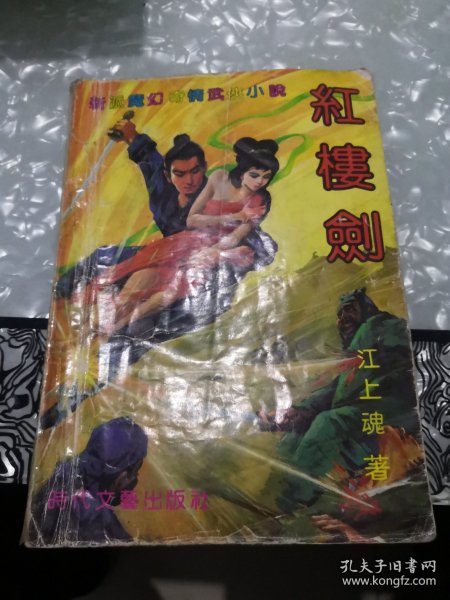 新派魔幻奇情武俠小說
紅樓劍
江上魂 著
時代文藝出版社
孔夫子旧书网
www.kongfz.com